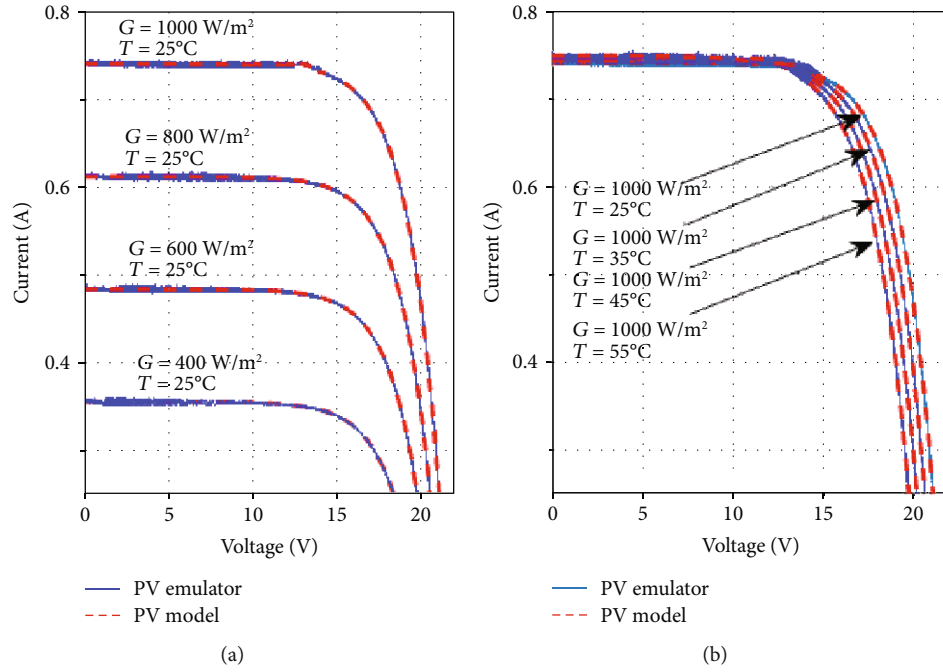 0.8
0.6
0.4
Current (A)
G = 1000 W/m²
T = 25°C
G = 800 W/m²
T = 25°C
G = 600 W/m²
T = 25°C
G = 400 W/m²
T = 25°C
0 5 10 15 20
Voltage (V)
PV emulator
PV model
(a)
0.8
0.6
0.4
Current (A)
G = 1000 W/m²
T = 25°C
G = 1000 W/m²
T = 35°C
G = 1000 W/m²
T = 45°C
G = 1000 W/m²
T = 55°C
0 5 10 15 20
Voltage (V)
PV emulator
PV model
(b)